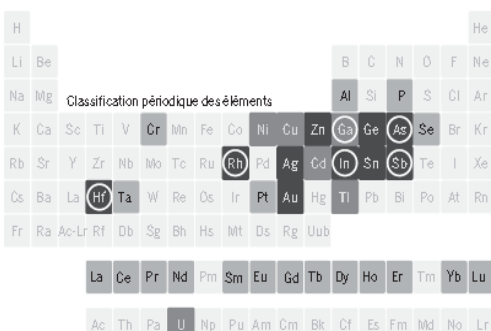 H He
Li Be B C N O F Ne
Na Mg Classification périodique des éléments Al Si P S Cl Ar
K Ca Sc Ti V Cr Mn Fe Co Ni Cu Zn Ga Ge As Se Br Kr
Rb Sr Y Zr Nb Mo Tc Ru Rh Pd Ag Cd In Sn Sb Te I Xe
Cs Ba La Hf Ta W Re Os Ir Pt Au Hg Tl Pb Bi Po At Rn
Fr Ra Ac-Lr Rf Db Sg Bh Hs Mt Ds Rg Uub
La Ce Pr Nd Pm Sm Eu Gd Tb Dy Ho Er Tm Yb Lu
Ac Th Pa U Np Pu Am Cm Bk Cf Es Fm Md No Lr